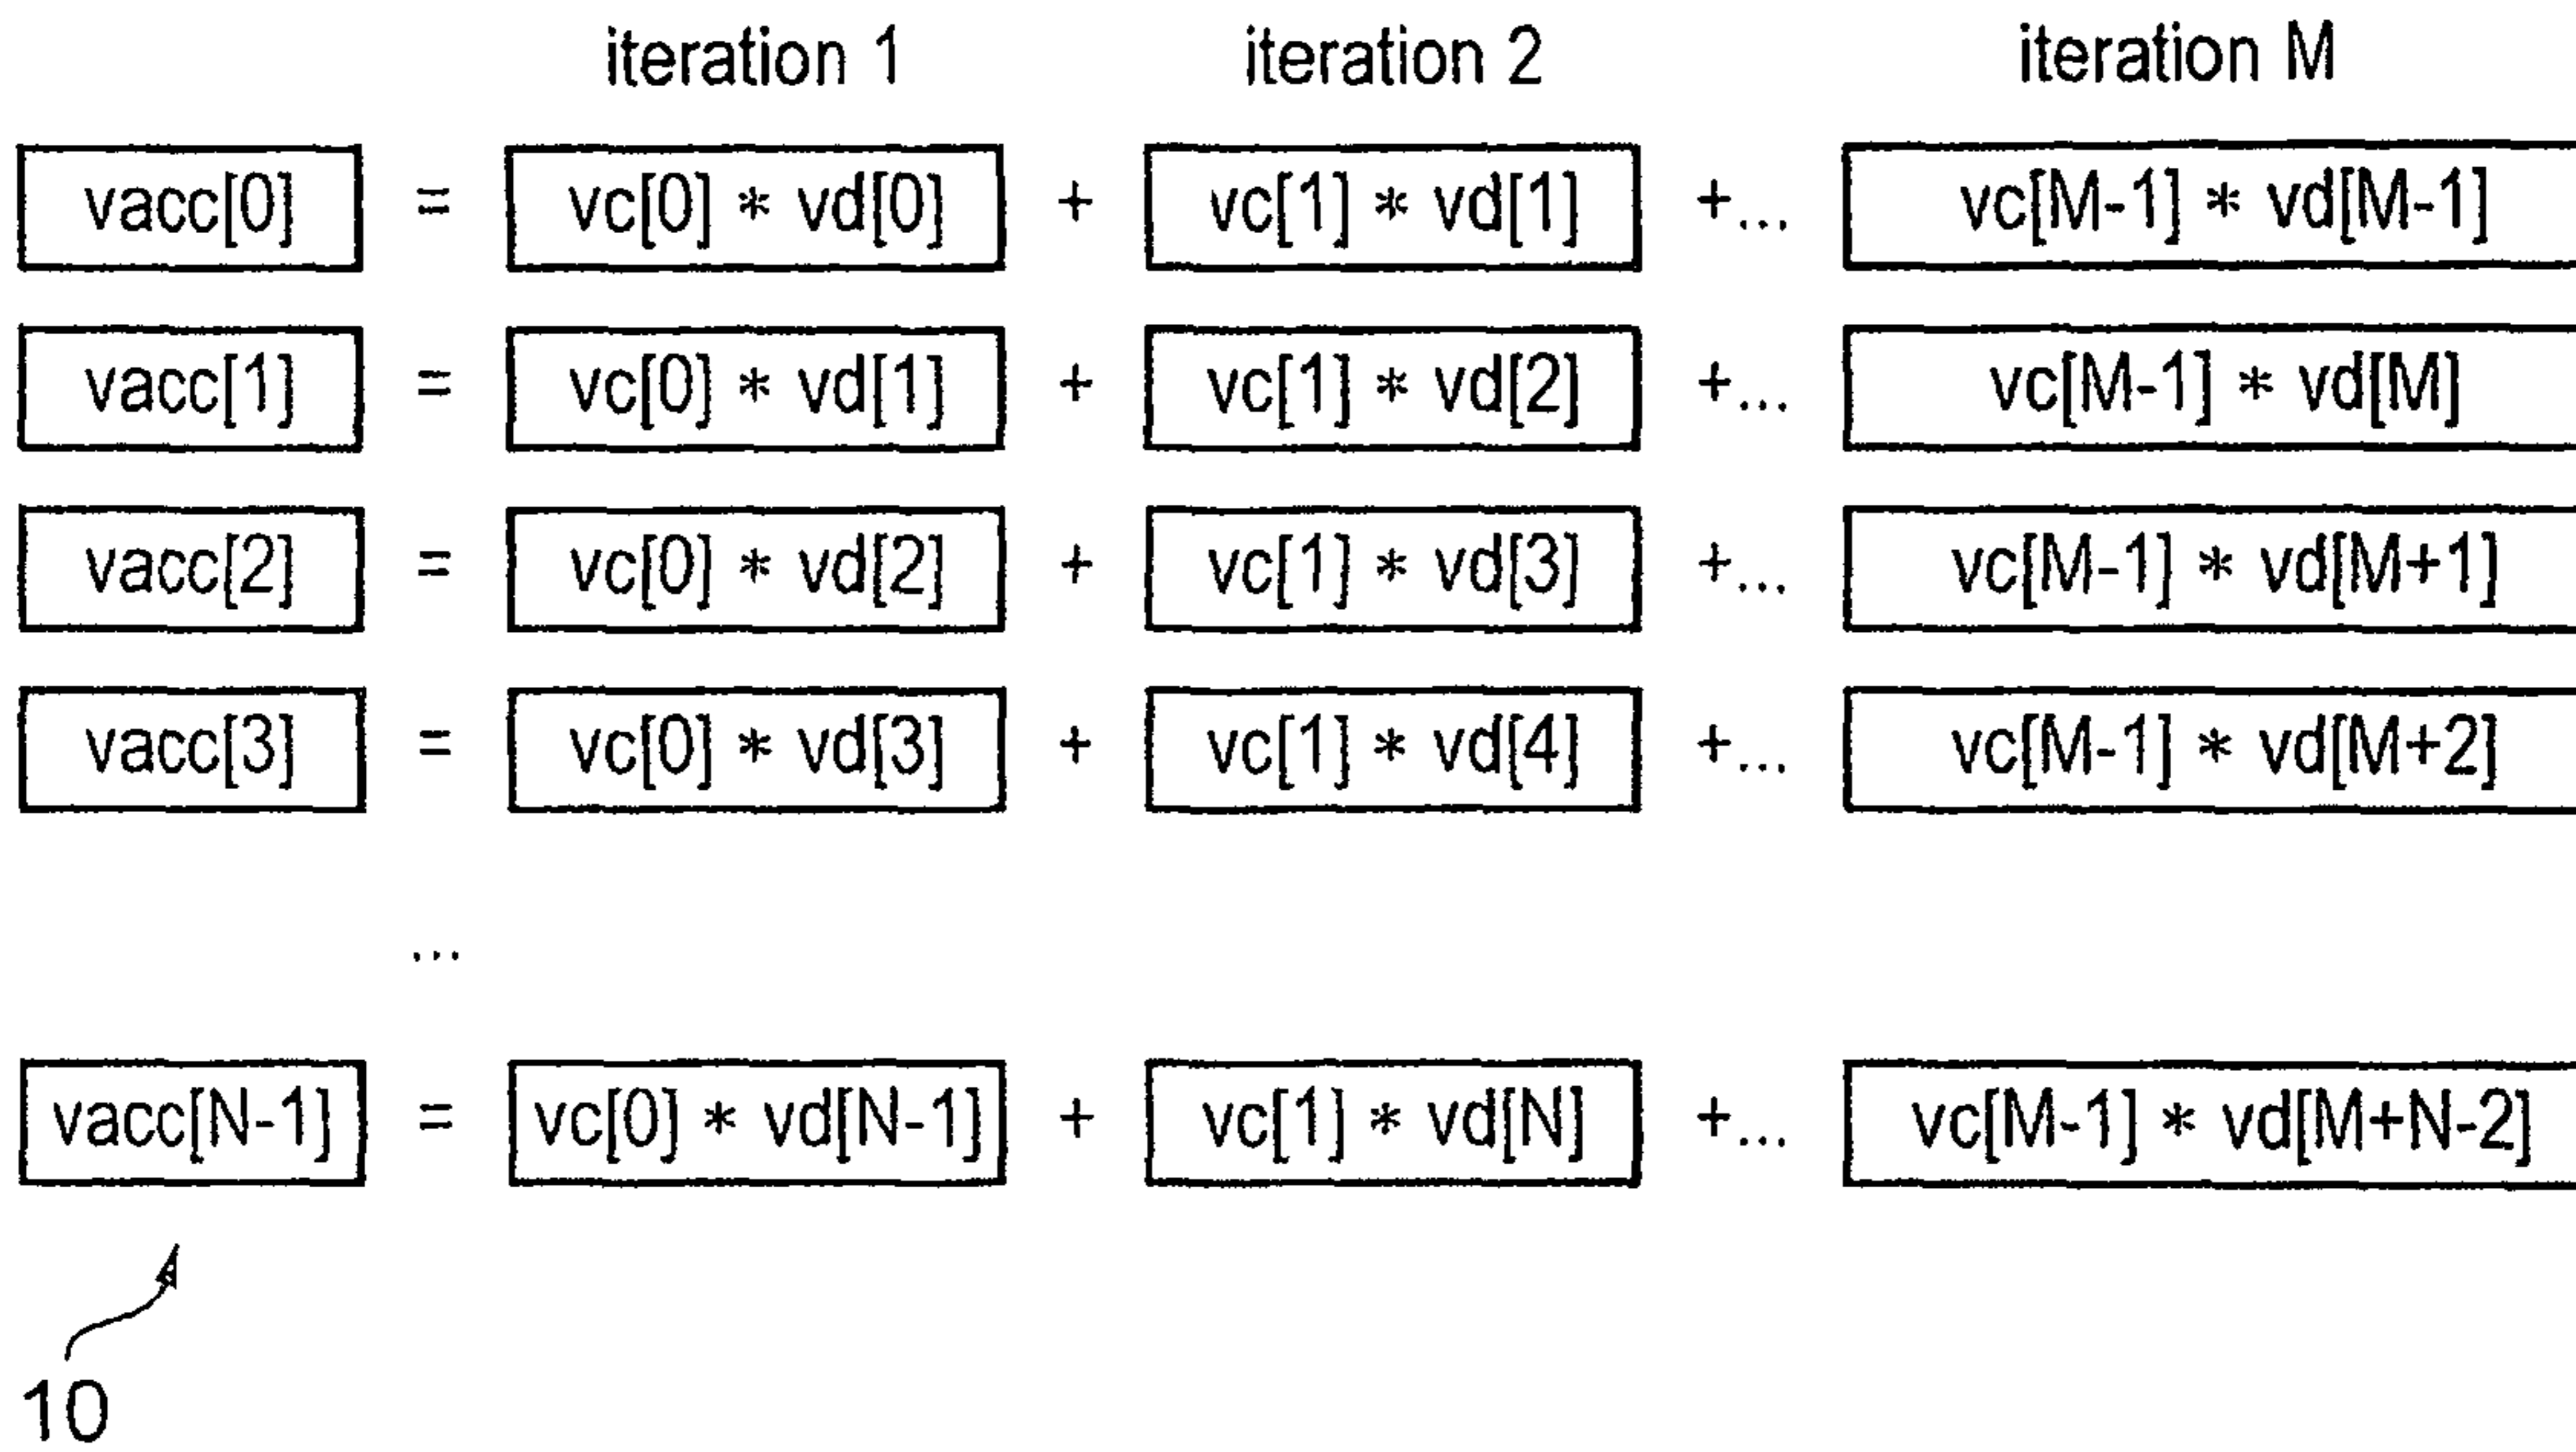 iteration 1 iteration 2 iteration M
vacc[0] = vc[0] * vd[0] + vc[1] * vd[1] +... vc[M-1] * vd[M-1]
vacc[1] = vc[0] * vd[1] + vc[1] * vd[2] +... vc[M-1] * vd[M]
vacc[2] = vc[0] * vd[2] + vc[1] * vd[3] +... vc[M-1] * vd[M+1]
vacc[3] = vc[0] * vd[3] + vc[1] * vd[4] +... vc[M-1] * vd[M+2]
...
vacc[N-1] = vc[0] * vd[N-1] + vc[1] * vd[N] +... vc[M-1] * vd[M+N-2]
10